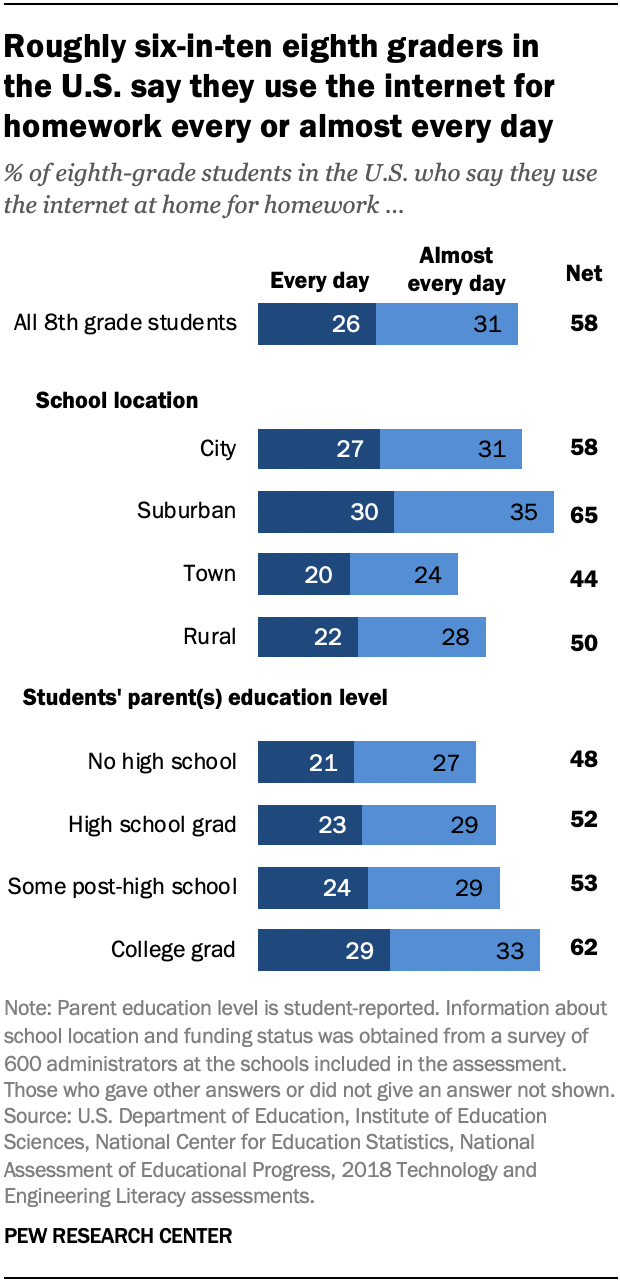 Roughly six-in-ten eighth graders in
the U.S. say they use the internet for
homework every or almost every day
% of eighth-grade students in the U.S. who say they use
the internet at home for homework ...
Every day Almost every day Net
All 8th grade students 26 31 58
School location
City 27 31 58
Suburban 30 35 65
Town 20 24 44
Rural 22 28 50
Students' parent(s) education level
No high school 21 27 48
High school grad 23 29 52
Some post-high school 24 29 53
College grad 29 33 62
Note: Parent education level is student-reported. Information about
school location and funding status was obtained from a survey of
600 administrators at the schools included in the assessment.
Those who gave other answers or did not give an answer not shown.
Source: U.S. Department of Education, Institute of Education
Sciences, National Center for Education Statistics, National
Assessment of Educational Progress, 2018 Technology and
Engineering Literacy assessments.
PEW RESEARCH CENTER